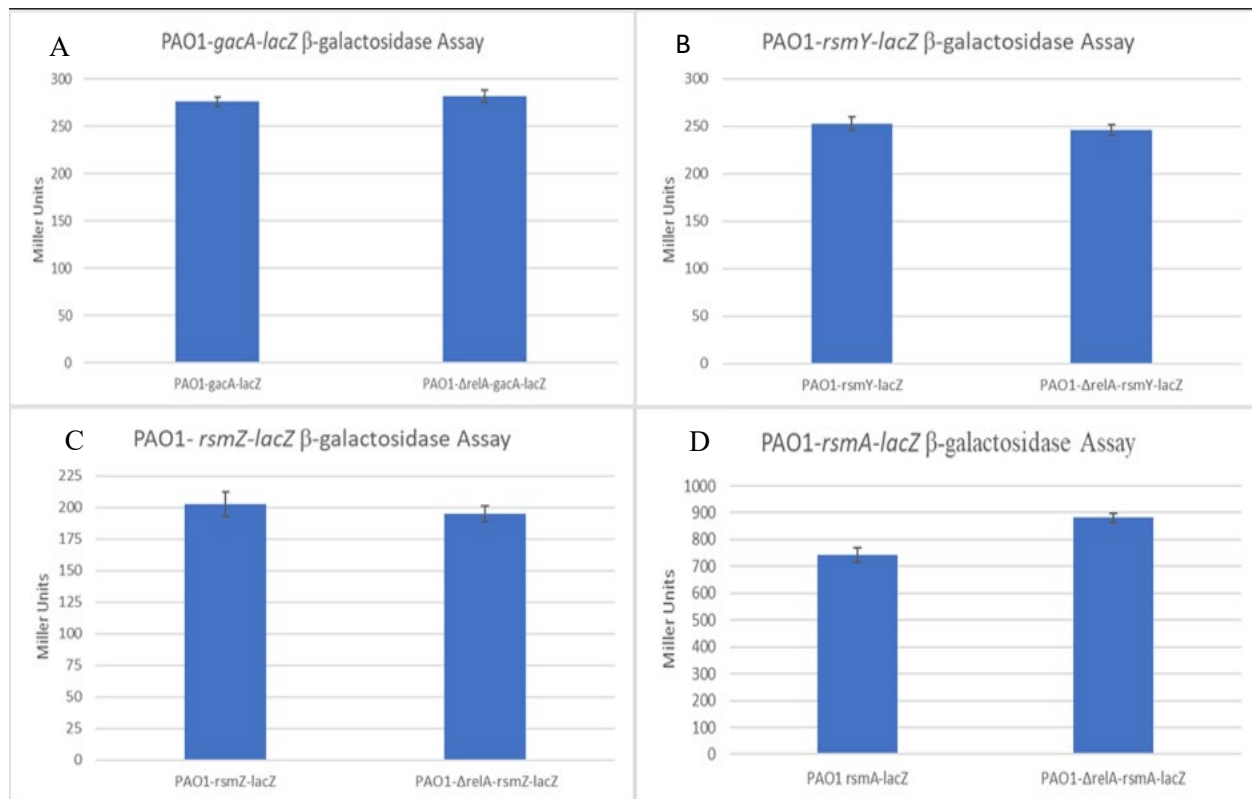 A
PAO1-gacA-lacZ β-galactosidase Assay
300
250
200
150
100
50
0
Miller Units
PAO1-gacA-lacZ
PAO1-ΔrelA-gacA-lacZ
B
PAO1-rsmY-lacZ β-galactosidase Assay
300
250
200
150
100
50
0
Miller Units
PAO1-rsmY-lacZ
PAO1-ΔrelA-rsmY-lacZ
C
PAO1- rsmZ-lacZ β-galactosidase Assay
225
200
175
150
125
100
75
50
25
0
Miller Units
PAO1-rsmZ-lacZ
PAO1-ΔrelA-rsmZ-lacZ
D
PAO1-rsmA-lacZ β-galactosidase Assay
1000
900
800
700
600
500
400
300
200
100
0
Miller Units
PAO1 rsmA-lacZ
PAO1-ΔrelA-rsmA-lacZ